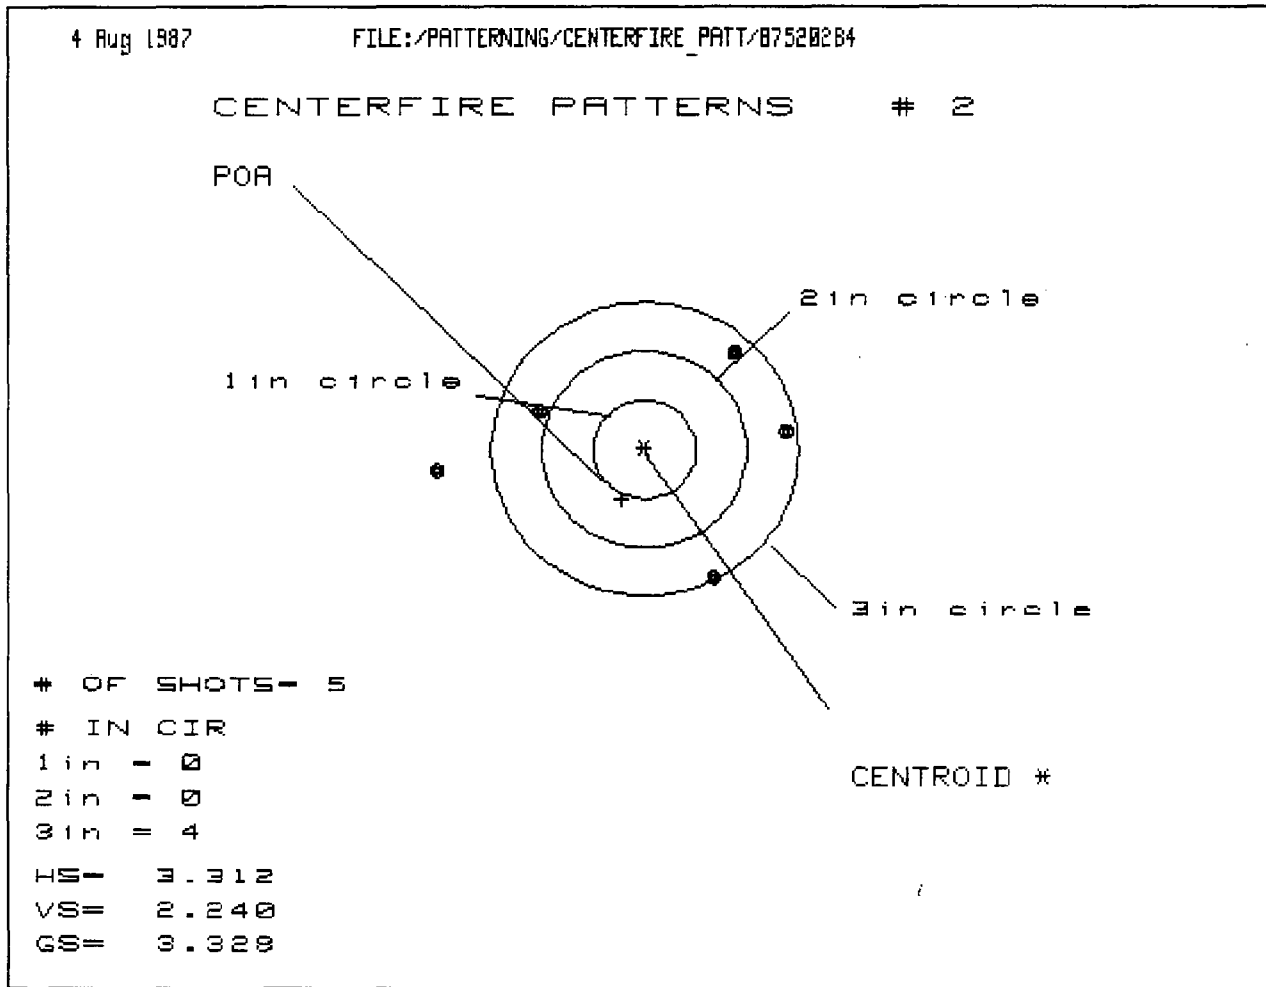 4 Aug 1987 FILE:/PATTERNING/CENTERFIRE_PATT/87520284
CENTERFIRE PATTERNS # 2
POA
2in circle
1in circle
3in circle
# OF SHOTS= 5
# IN CIR
1in = 0
2in = 0
3in = 4
CENTROID *
HS= 3.312
VS= 2.240
GS= 3.329